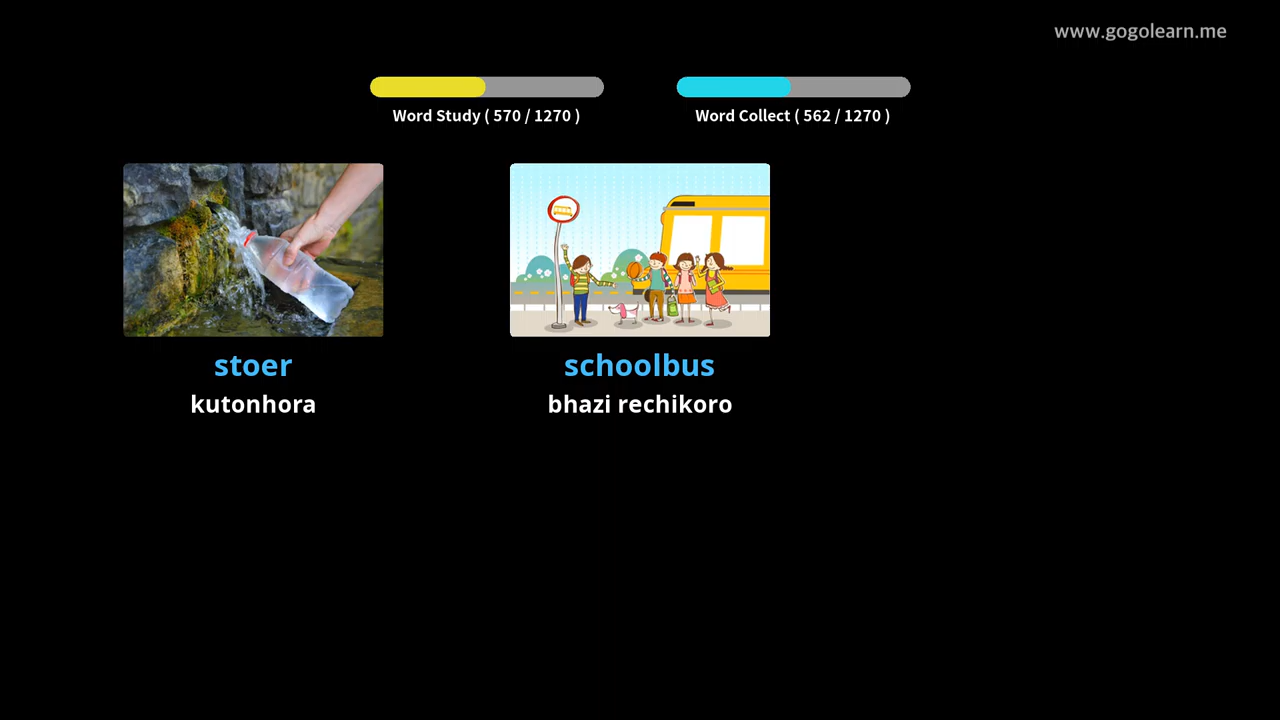 www.gogolearn.me
Word Study ( 570 / 1270 )
Word Collect ( 562 / 1270 )
stoer
schoolbus
kutonhora
bhazi rechikoro